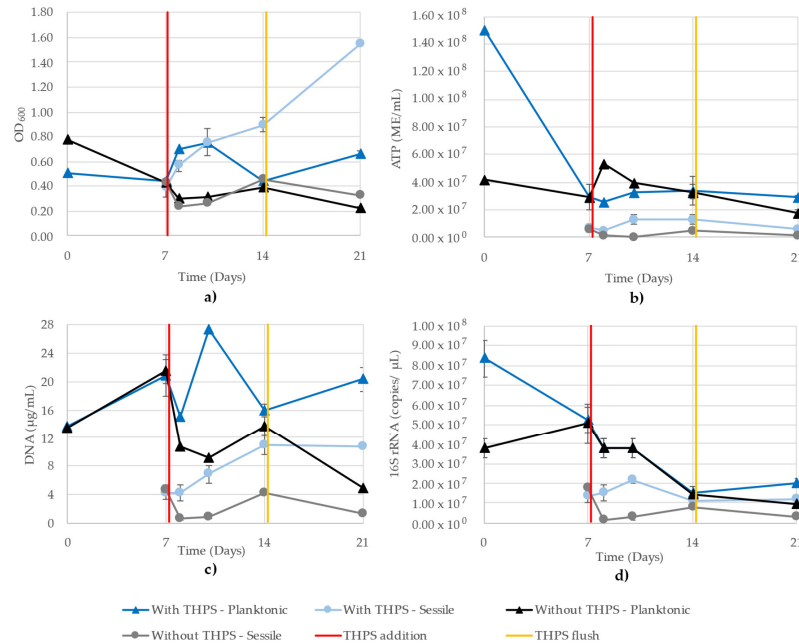 1.80
1.60
1.40
1.20
1.00
0.80
0.60
0.40
0.20
0.00
OD600
0 7 14 21
Time (Days)
a)
1.60 x 10^8
1.40 x 10^8
1.20 x 10^8
1.00 x 10^8
8.00 x 10^7
6.00 x 10^7
4.00 x 10^7
2.00 x 10^7
0.00 x 10^0
ATP (ME/mL)
0 7 14 21
Time (Days)
b)
28
24
20
16
12
8
4
0
DNA (µg/mL)
0 7 14 21
Time (Days)
c)
1.00 x 10^8
9.00 x 10^7
8.00 x 10^7
7.00 x 10^7
6.00 x 10^7
5.00 x 10^7
4.00 x 10^7
3.00 x 10^7
2.00 x 10^7
1.00 x 10^7
0.00 x 10^0
16S rRNA (copies/ µL)
0 7 14 21
Time (Days)
d)
With THPS - Planktonic With THPS - Sessile Without THPS - Planktonic
Without THPS - Sessile THPS addition THPS flush